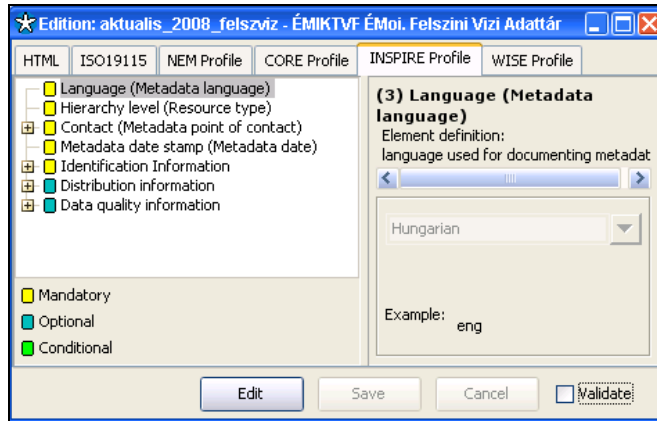 Edition: aktualis_2008_felszviz - ÉMIKTVF ÉMoi. Felszini Vizi Adattár
HTML ISO19115 NEM Profile CORE Profile INSPIRE Profile WISE Profile
Language (Metadata language)
Hierarchy level (Resource type)
Contact (Metadata point of contact)
Metadata date stamp (Metadata date)
Identification Information
Distribution information
Data quality information
Mandatory
Optional
Conditional
(3) Language (Metadata
language)
Element definition:
language used for documenting metadat
Hungarian
Example:
eng
Edit Save Cancel Validate